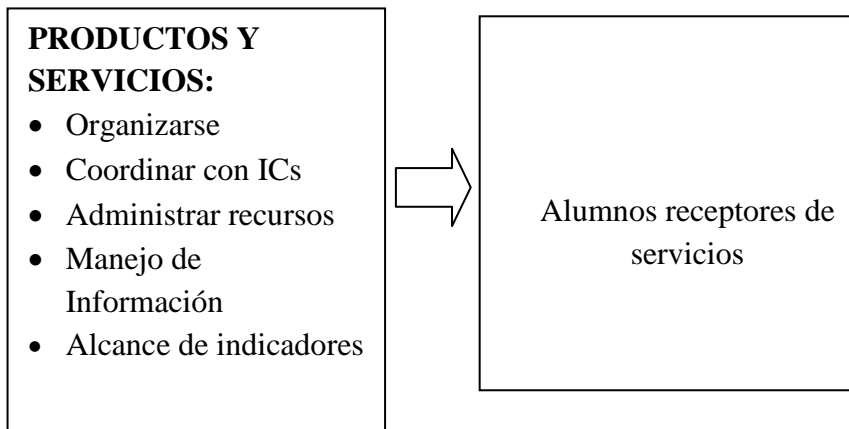 PRODUCTOS Y
SERVICIOS:
• Organizarse
• Coordinar con ICs
• Administrar recursos
• Manejo de
Información
• Alcance de indicadores
Alumnos receptores de
servicios